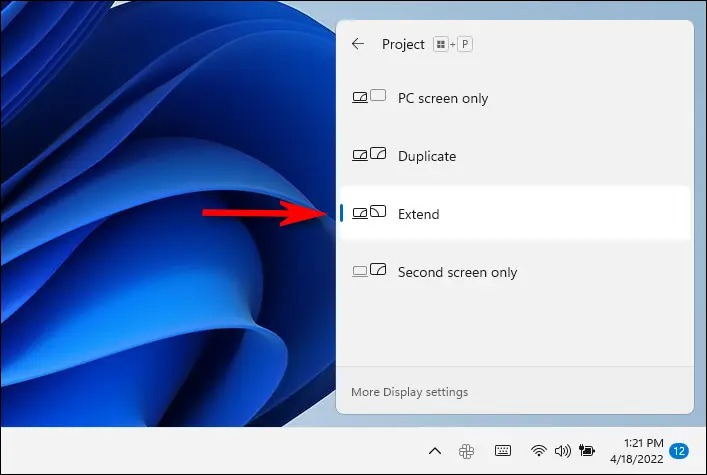 Project + P
PC screen only
Duplicate
Extend
Second screen only
More Display settings
1:21 PM
4/18/2022
12